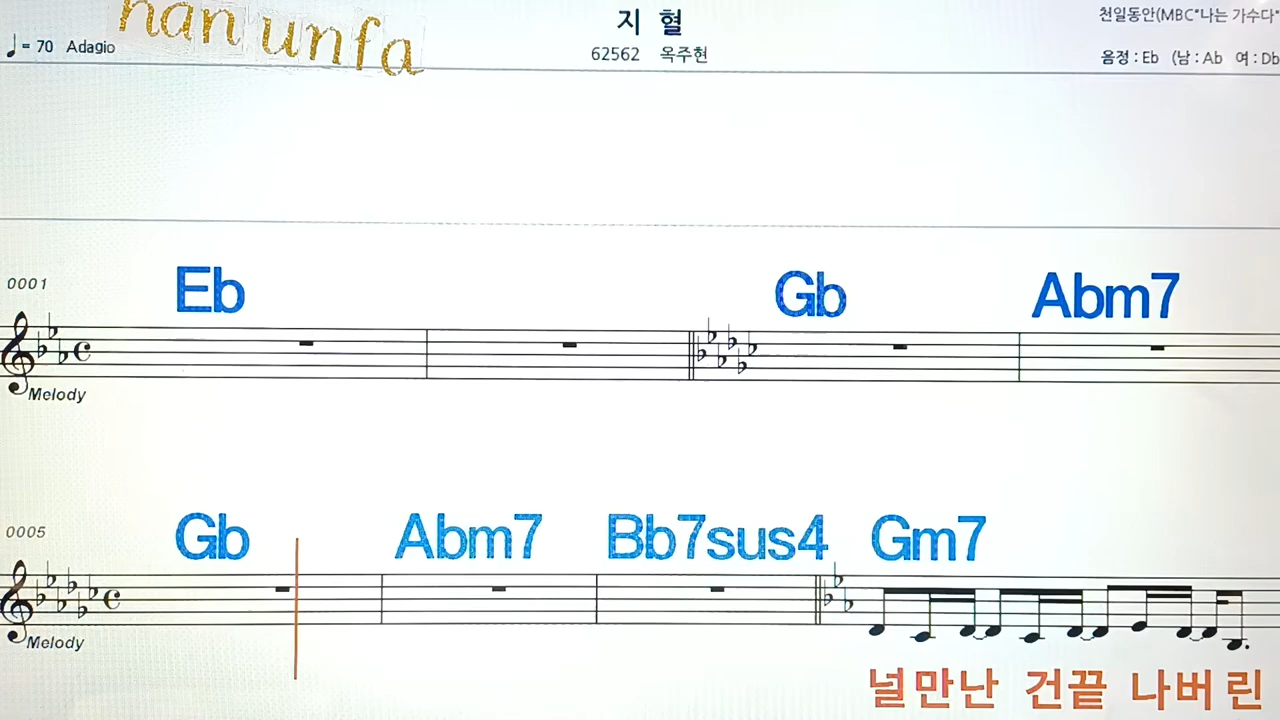 han unfa
지 혈
천일동안(MBC"나는 가수다"
♩= 70 Adagio
62562 옥주현
음정 : Eb (남 : Ab 여 : Db
0001
Eb Gb Abm7
Melody
0005
Gb Abm7 Bb7sus4 Gm7
Melody
널만난 건끝 나버린